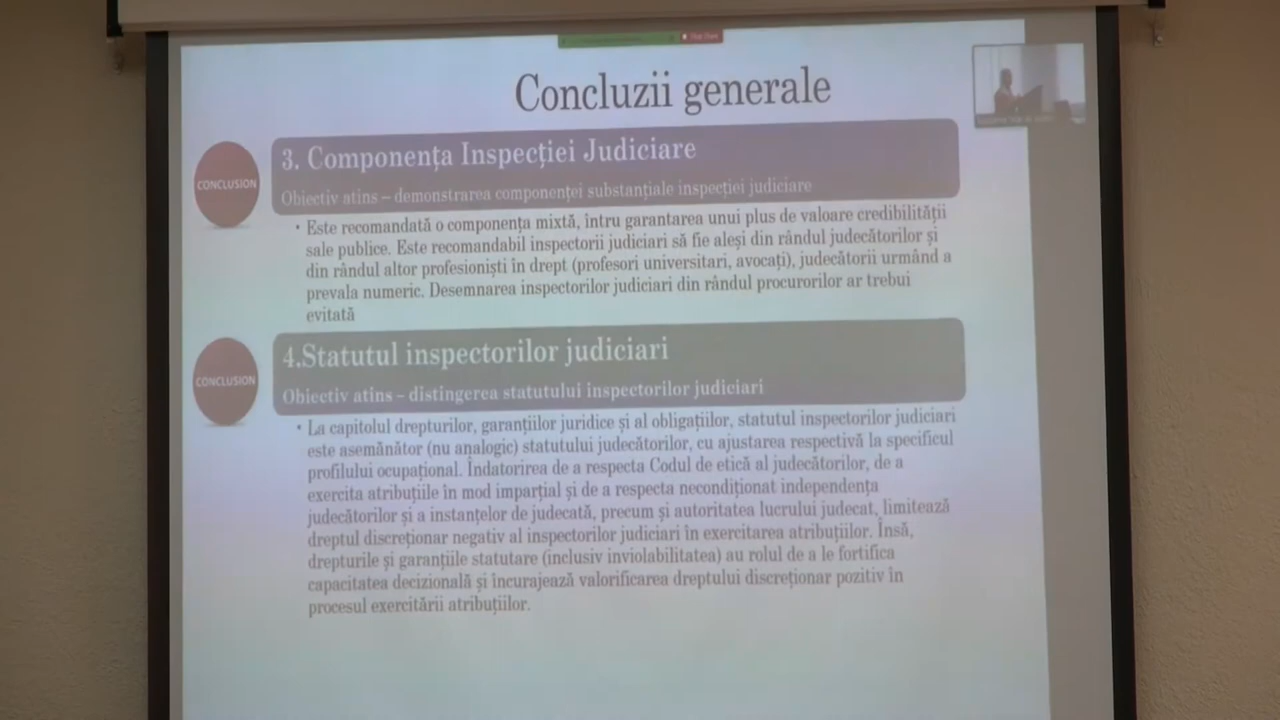 Concluzii generale
CONCLUSION
3. Componența Inspecției Judiciare
Obiectiv atins – demonstrarea componenței substanțiale inspecției judiciare
• Este recomandată o componența mixtă, întru garantarea unui plus de valoare credibilității
sale publice. Este recomandabil inspectorii judiciari să fie aleși din rândul judecătorilor și
din rândul altor profesioniști în drept (profesori universitari, avocați), judecătorii urmând a
prevala numeric. Desemnarea inspectorilor judiciari din rândul procurorilor ar trebui
evitată
CONCLUSION
4.Statutul inspectorilor judiciari
Obiectiv atins – distingerea statutului inspectorilor judiciari
• La capitolul drepturilor, garanțiilor juridice și al obligațiilor, statutul inspectorilor judiciari
este asemănător (nu analogic) statutului judecătorilor, cu ajustarea respectivă la specificul
profilului ocupațional. Îndatorirea de a respecta Codul de etică al judecătorilor, de a
exercita atribuțiile în mod imparțial și de a respecta necondiționat independența
judecătorilor și a instanțelor de judecată, precum și autoritatea lucrului judecat, limitează
dreptul discreționar negativ al inspectorilor judiciari în exercitarea atribuțiilor. Însă,
drepturile și garanțiile statutare (inclusiv inviolabilitatea) au rolul de a le fortifica
capacitatea decizională și încurajează valorificarea dreptului discreționar pozitiv în
procesul exercitării atribuțiilor.